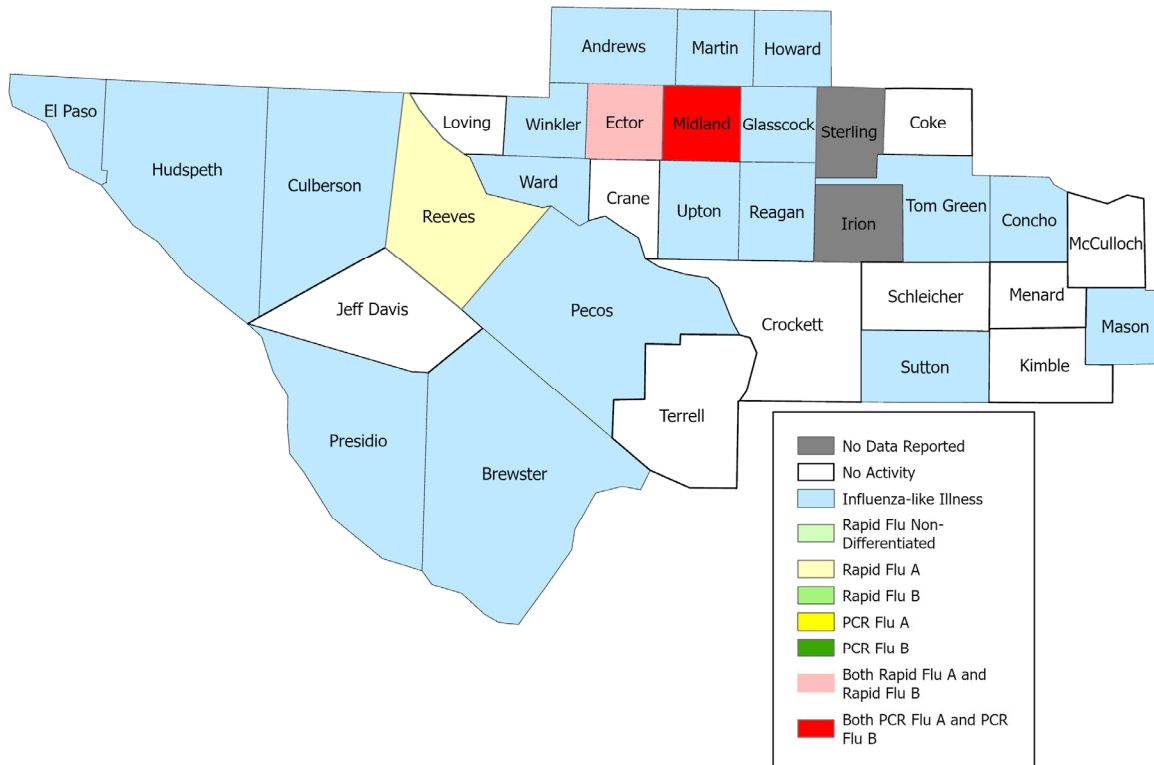 Andrews
Martin
Howard
El Paso
Hudspeth
Culberson
Loving
Winkler
Ector
Midland
Glasscock
Sterling
Coke
Reeves
Ward
Crane
Upton
Reagan
Irion
Tom Green
Concho
McCulloch
Jeff Davis
Pecos
Crockett
Schleicher
Menard
Mason
Sutton
Kimble
Terrell
Presidio
Brewster
No Data Reported
No Activity
Influenza-like Illness
Rapid Flu Non-
Differentiated
Rapid Flu A
Rapid Flu B
PCR Flu A
PCR Flu B
Both Rapid Flu A and
Rapid Flu B
Both PCR Flu A and PCR
Flu B